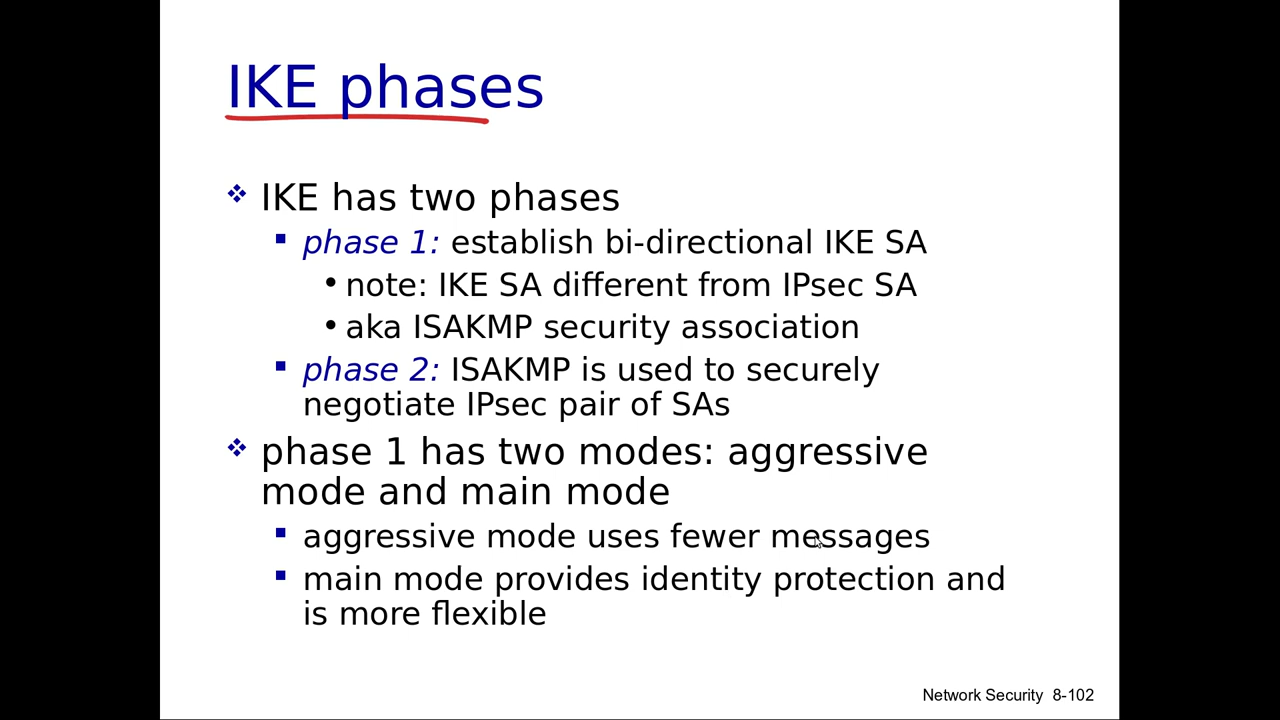 IKE phases
IKE has two phases
phase 1: establish bi-directional IKE SA
note: IKE SA different from IPsec SA
aka ISAKMP security association
phase 2: ISAKMP is used to securely
negotiate IPsec pair of SAs
phase 1 has two modes: aggressive
mode and main mode
aggressive mode uses fewer messages
main mode provides identity protection and
is more flexible
Network Security 8-102